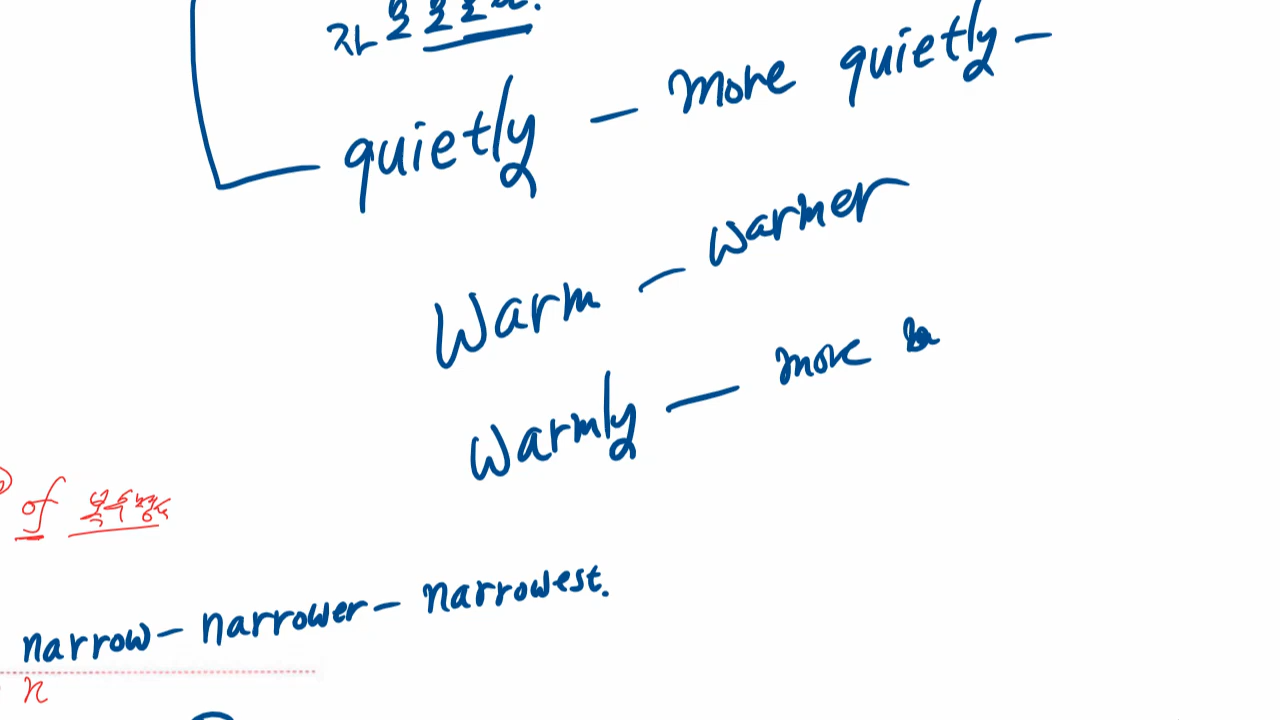 quietly – more quietly –
warm – warmer
warmly – more
of 복수명사
narrow – narrower – narrowest.
n